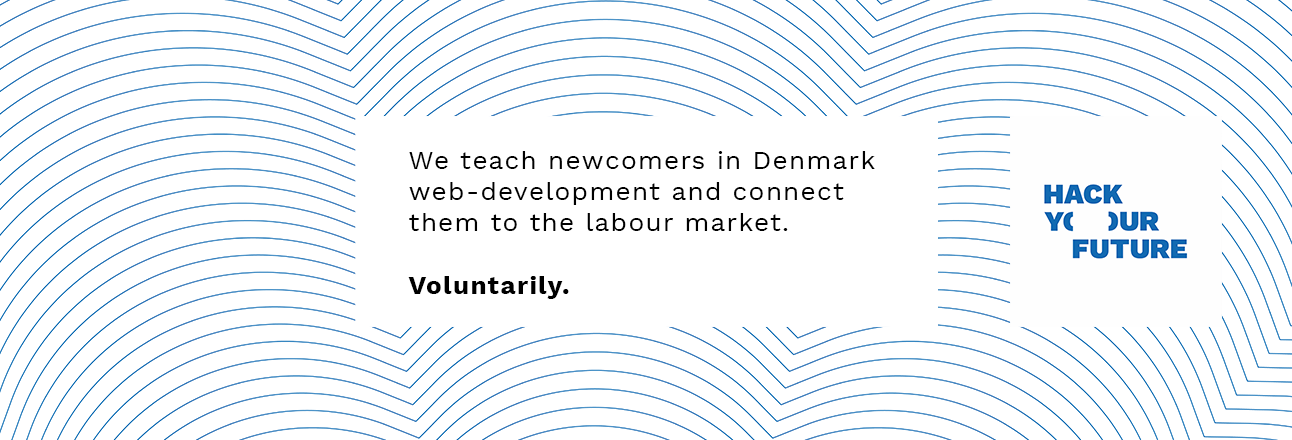 We teach newcomers in Denmark
web-development and connect
them to the labour market.
Voluntarily.
HACK
YOUR
FUTURE